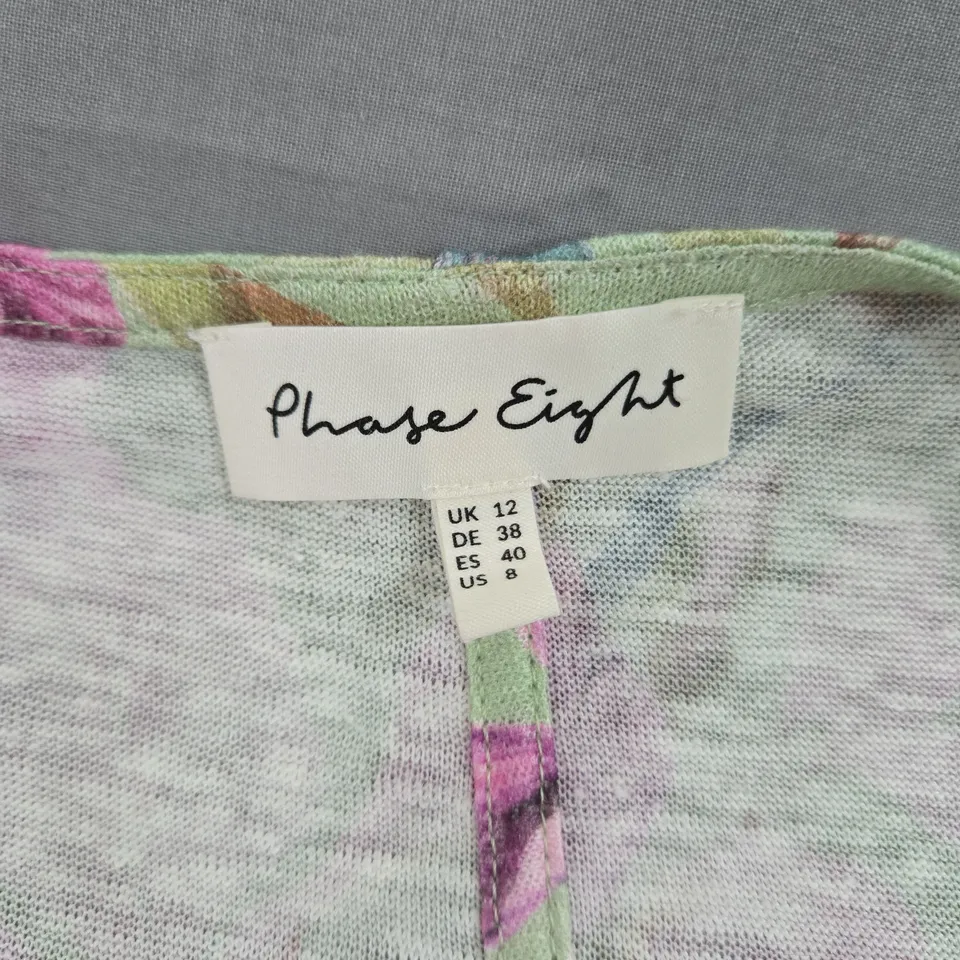 Phase Eight
UK 12
DE 38
ES 40
US 8